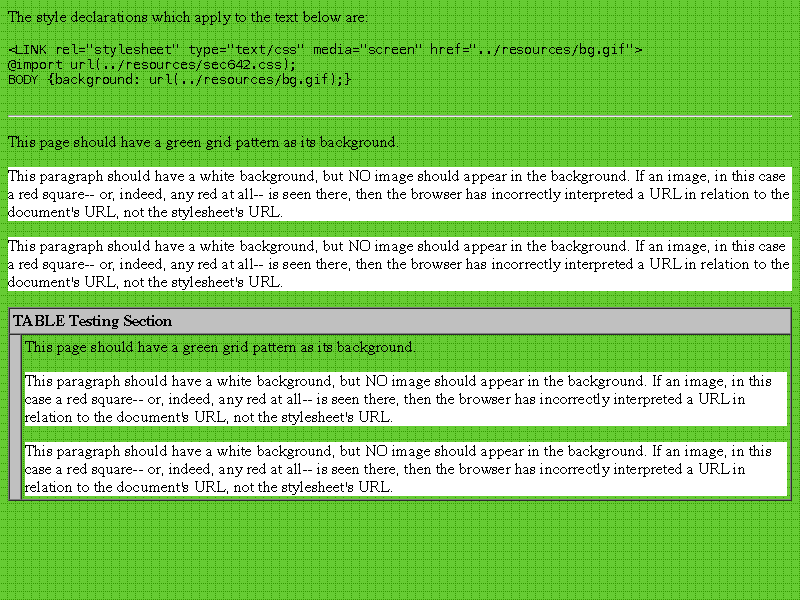 The style declarations which apply to the text below are:
<LINK rel="stylesheet" type="text/css" media="screen" href="../resources/bg.gif">
@import url(../resources/sec642.css);
BODY {background: url(../resources/bg.gif);}
This page should have a green grid pattern as its background.
This paragraph should have a white background, but NO image should appear in the background. If an image, in this case
a red square-- or, indeed, any red at all-- is seen there, then the browser has incorrectly interpreted a URL in relation to the
document's URL, not the stylesheet's URL.
This paragraph should have a white background, but NO image should appear in the background. If an image, in this case
a red square-- or, indeed, any red at all-- is seen there, then the browser has incorrectly interpreted a URL in relation to the
document's URL, not the stylesheet's URL.
TABLE Testing Section
This page should have a green grid pattern as its background.
This paragraph should have a white background, but NO image should appear in the background. If an image, in this
case a red square-- or, indeed, any red at all-- is seen there, then the browser has incorrectly interpreted a URL in
relation to the document's URL, not the stylesheet's URL.
This paragraph should have a white background, but NO image should appear in the background. If an image, in this
case a red square-- or, indeed, any red at all-- is seen there, then the browser has incorrectly interpreted a URL in
relation to the document's URL, not the stylesheet's URL.